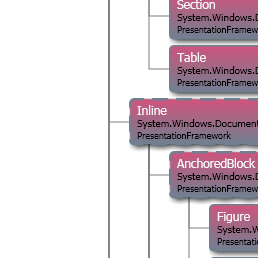 Section
System.Windows.D
PresentationFramew
Table
System.Windows.D
PresentationFramew
Inline
System.Windows.Document
PresentationFramework
AnchoredBlock
System.Windows.D
PresentationFramew
Figure
System.W
Presentati